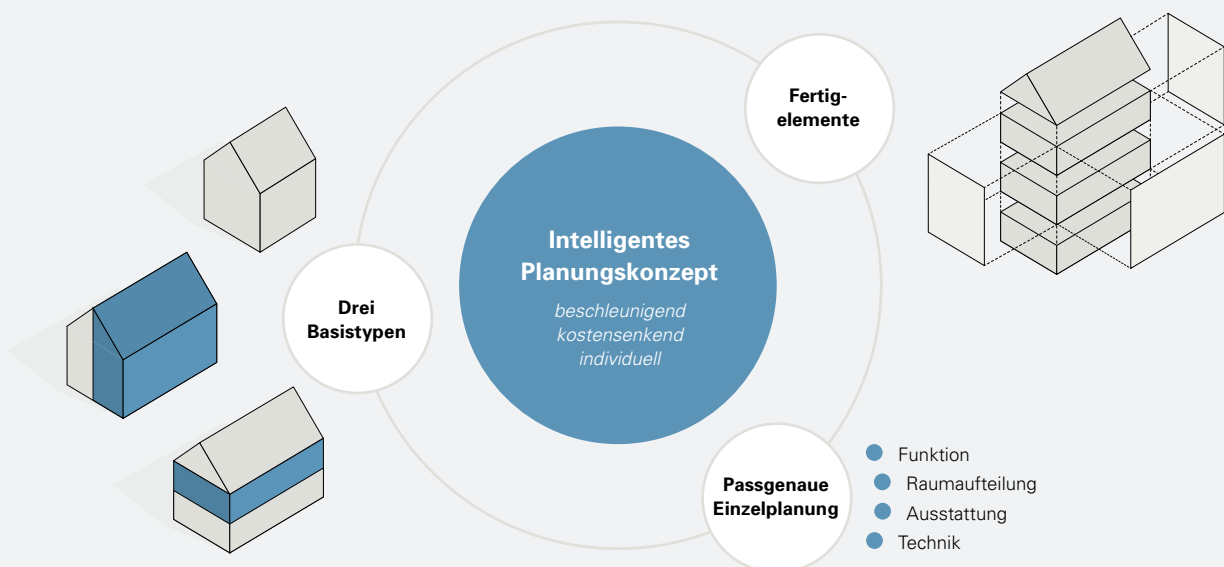 Fertig-
elemente
Intelligentes
Planungskonzept
beschleunigend
kostensenkend
individuell
Drei
Basistypen
Passgenaue
Einzelplanung
Funktion
Raumaufteilung
Ausstattung
Technik